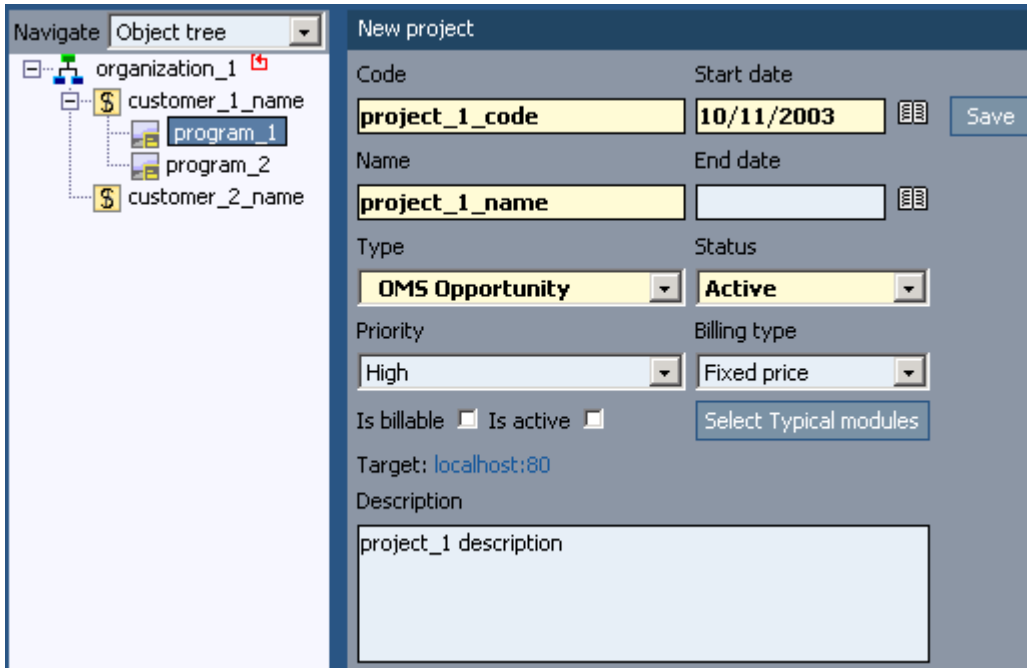 Navigate Object tree
organization_1
customer_1_name
program_1
program_2
customer_2_name
New project
Code Start date
project_1_code 10/11/2003 Save
Name End date
project_1_name
Type Status
OMS Opportunity Active
Priority Billing type
High Fixed price
Is billable Is active Select Typical modules
Target: localhost:80
Description
project_1 description